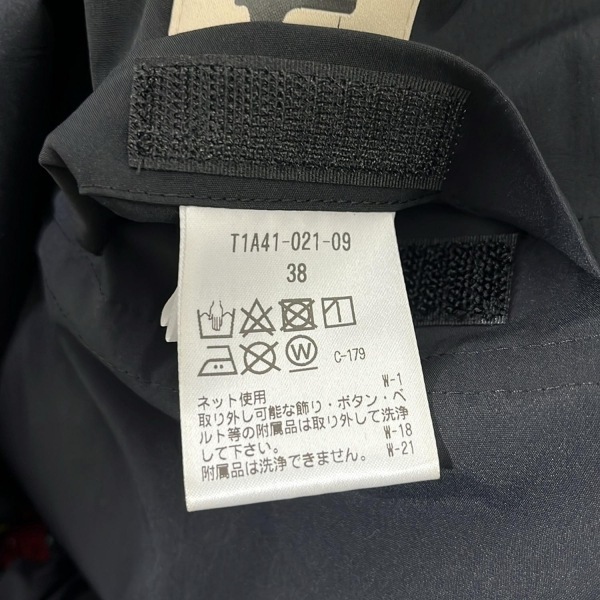 T1A41-021-09
38
W
C-179
ネット使用 W-1
取り外し可能な飾り・ボタン・ベ
ルト等の附属品は取り外して洗浄
して下さい。 W-18
附属品は洗浄できません。 W-21